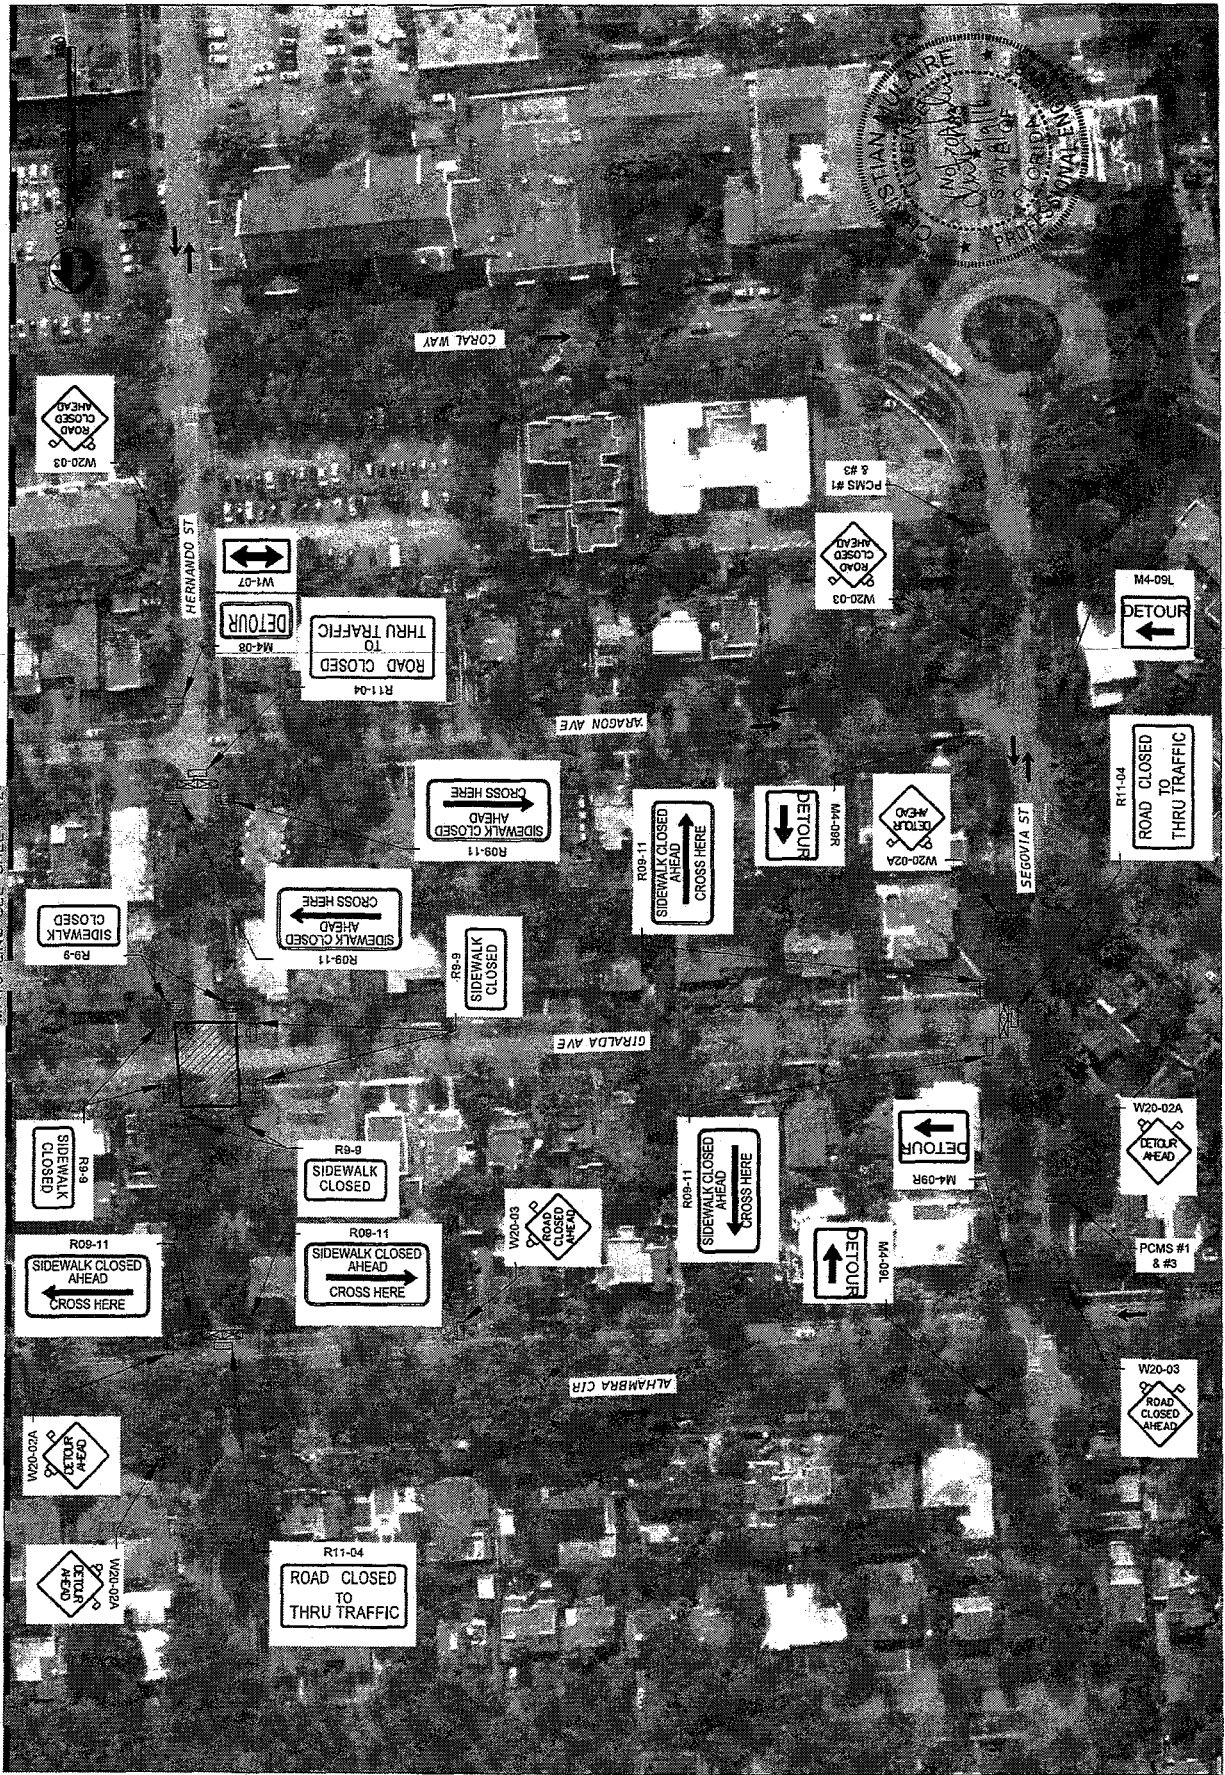 STATE OF
FLORIDA
CORAL WAY
ROAD
CLOSED
AHEAD
W20-03
HERNANDO ST
PCMS #1
& #3
ROAD
CLOSED
AHEAD
W20-03
W1-07
DETOUR
M4-08
ROAD CLOSED
TO
THRU TRAFFIC
R11-04
M4-09L
DETOUR
ARAGON AVE
R11-04
ROAD CLOSED
TO
THRU TRAFFIC
SIDEWALK CLOSED
AHEAD
CROSS HERE
R09-11
R09-11
SIDEWALK CLOSED
AHEAD
CROSS HERE
DETOUR
M4-09R
DETOUR
AHEAD
W20-02A
SEGOVIA ST
SIDEWALK
CLOSED
R9-9
SIDEWALK CLOSED
AHEAD
CROSS HERE
R09-11
R9-9
SIDEWALK
CLOSED
GIRALDA AVE
R9-9
SIDEWALK
CLOSED
R9-9
SIDEWALK
CLOSED
R09-11
SIDEWALK CLOSED
AHEAD
CROSS HERE
DETOUR
M4-09R
W20-02A
DETOUR
AHEAD
R09-11
SIDEWALK CLOSED
AHEAD
CROSS HERE
R09-11
SIDEWALK CLOSED
AHEAD
CROSS HERE
W20-03
ROAD
CLOSED
AHEAD
DETOUR
M4-09L
PCMS #1
& #3
ALHAMBRA CIR
W20-03
ROAD
CLOSED
AHEAD
W20-02A
DETOUR
AHEAD
W20-02A
DETOUR
AHEAD
R11-04
ROAD CLOSED
TO
THRU TRAFFIC